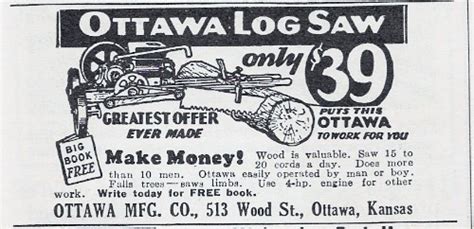 OTTAWA LOG SAW
only $39
GREATEST OFFER
EVER MADE
PUTS THIS
OTTAWA
TO WORK FOR YOU
BIG
BOOK
FREE
Make Money! Wood is valuable. Saw 15 to
20 cords a day. Does more
than 10 men. Ottawa easily operated by man or boy.
Falls trees—saws limbs. Use 4-hp. engine for other
work. Write today for FREE book.
OTTAWA MFG. CO., 513 Wood St., Ottawa, Kansas